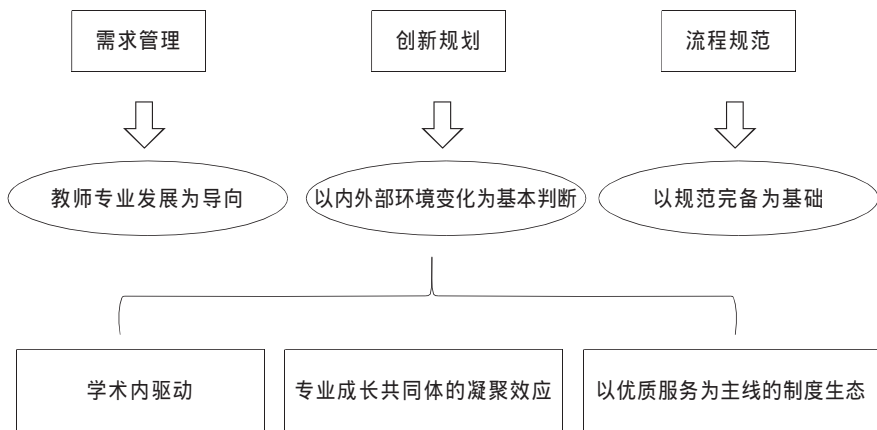 需求管理
创新规划
流程规范
教师专业发展为导向
以内外部环境变化为基本判断
以规范完备为基础
学术内驱动
专业成长共同体的凝聚效应
以优质服务为主线的制度生态